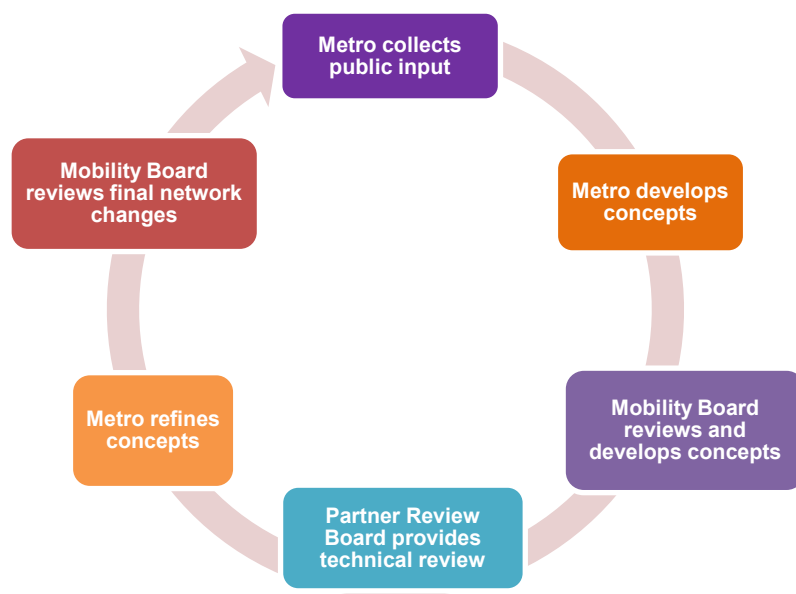 Metro collects
public input
Metro develops
concepts
Mobility Board
reviews and
develops concepts
Partner Review
Board provides
technical review
Metro refines
concepts
Mobility Board
reviews final network
changes